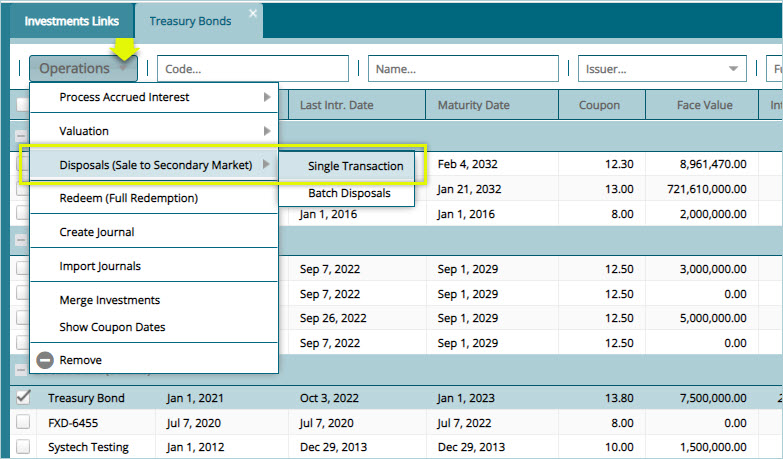 Investments Links
Treasury Bonds
Operations
Code...
Name...
Issuer...
Last Intr. Date Maturity Date Coupon Face Value
Process Accrued Interest
Valuation
Disposals (Sale to Secondary Market)
Single Transaction
Batch Disposals
Redeem (Full Redemption)
Create Journal
Import Journals
Merge Investments
Show Coupon Dates
Remove
Feb 4, 2032 12.30 8,961,470.00
Jan 21, 2032 13.00 721,610,000.00
Jan 1, 2016 Jan 1, 2016 8.00 2,000,000.00
Sep 7, 2022 Sep 1, 2029 12.50 3,000,000.00
Sep 7, 2022 Sep 1, 2029 12.50 0.00
Sep 26, 2022 Sep 1, 2029 12.50 5,000,000.00
Sep 7, 2022 Sep 1, 2029 12.50 0.00
Treasury Bond Jan 1, 2021 Oct 3, 2022 Jan 1, 2023 13.80 7,500,000.00
FXD-6455 Jul 7, 2020 Jul 7, 2020 Jul 7, 2022 8.00 0.00
Systech Testing Jan 1, 2012 Dec 29, 2013 Dec 29, 2013 10.00 1,500,000.00